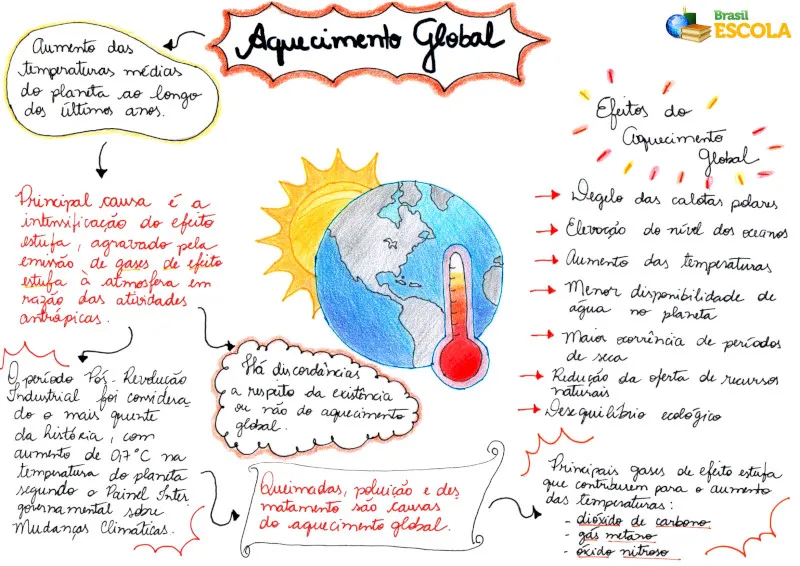 Aquecimento Global
Brasil
ESCOLA
Aumento das
temperaturas médias
do planeta ao longo
dos últimos anos.
Principal causa é a
intensificação do efeito
estufa, agravado pela
emissão de gases de efeito
estufa à atmosfera em
razão das atividades
antrópicas.
O período Pós-Revolução
Industrial foi considera
do o mais quente
da história, com
aumento de 0,7°C na
temperatura do planeta
segundo o Painel Inter
governamental sobre
Mudanças Climáticas.
Há discordâncias
a respeito da existência
ou não do aquecimento
global.
Queimadas, poluição e des
matamento são causas
do aquecimento global.
Efeitos do
Aquecimento
Global
Degelo das calotas polares
Elevação do nível dos oceanos
Aumento das temperaturas
Menor disponibilidade de
água no planeta
Maior ocorrência de períodos
de seca
Redução da oferta de recursos
naturais
Desequilíbrio ecológico
Principais gases de efeito estufa
que contribuem para o aumento
das temperaturas:
- dióxido de carbono
- gás metano
- óxido nitroso